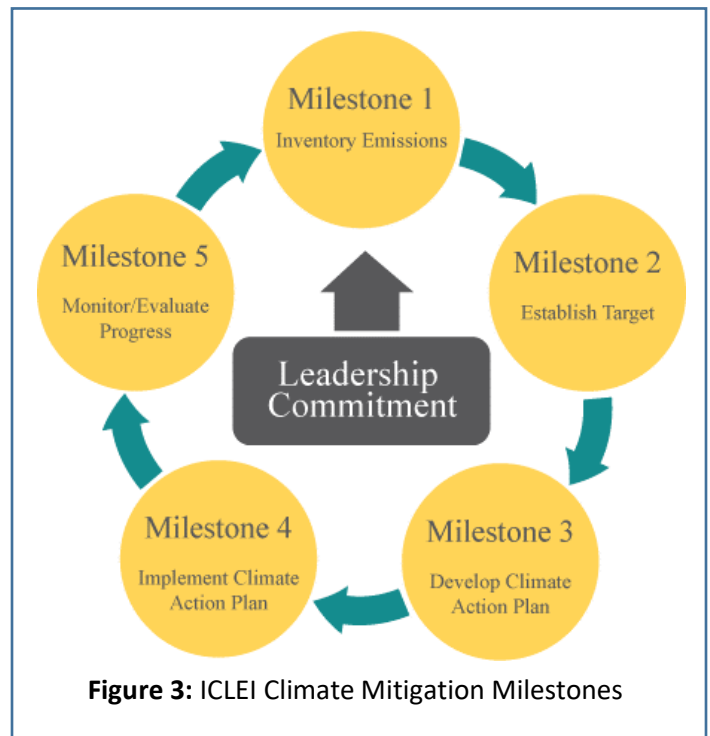 Milestone 1
Inventory Emissions
Milestone 2
Establish Target
Milestone 3
Develop Climate
Action Plan
Milestone 4
Implement Climate
Action Plan
Milestone 5
Monitor/Evaluate
Progress
Leadership
Commitment
Figure 3: ICLEI Climate Mitigation Milestones